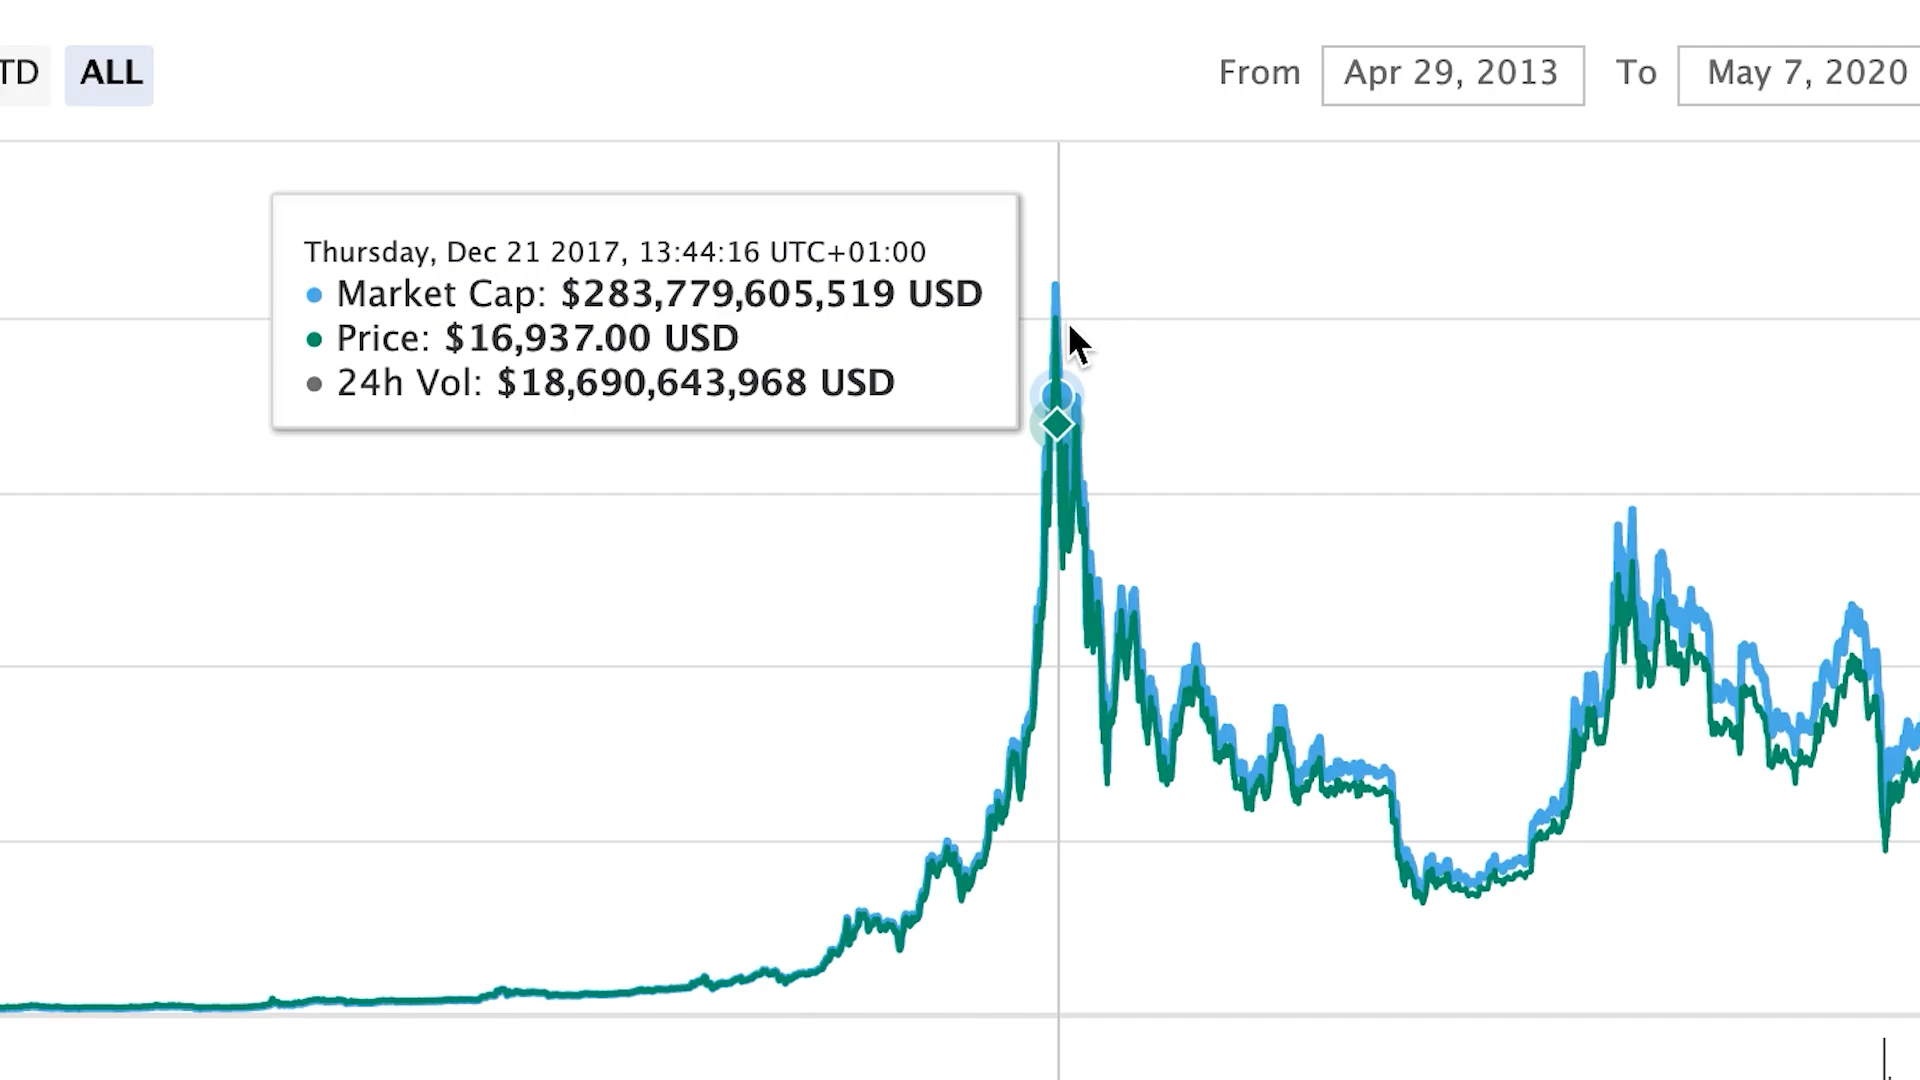 TD ALL From Apr 29, 2013 To May 7, 2020
Thursday, Dec 21 2017, 13:44:16 UTC+01:00
Market Cap: $283,779,605,519 USD
Price: $16,937.00 USD
24h Vol: $18,690,643,968 USD